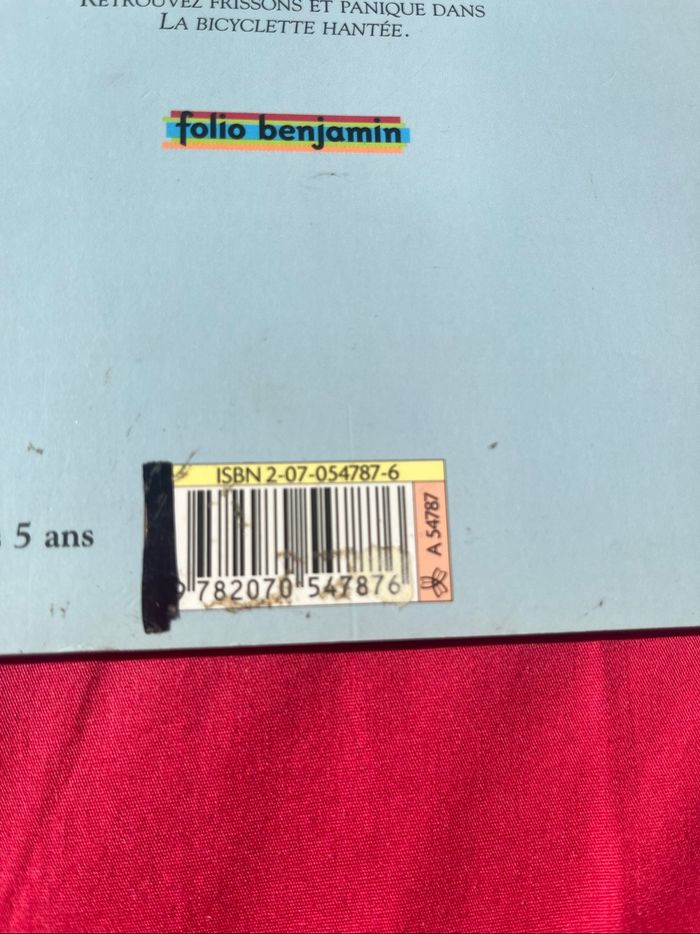 RETROUVEZ FRISSONS ET PANIQUE DANS
LA BICYCLETTE HANTÉE.
folio benjamin
5 ans
ISBN 2-07-054787-6
A 54787
9 782070 547876